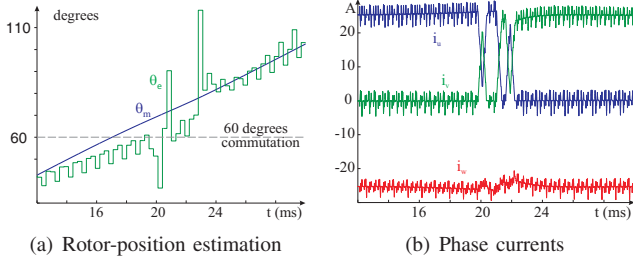 degrees
110
θe
θm
60
60 degrees
commutation
16
20
24
t (ms)
(a) Rotor-position estimation
A
iu
20
iv
0
-10
iw
-20
16
20
24
t (ms)
(b) Phase currents